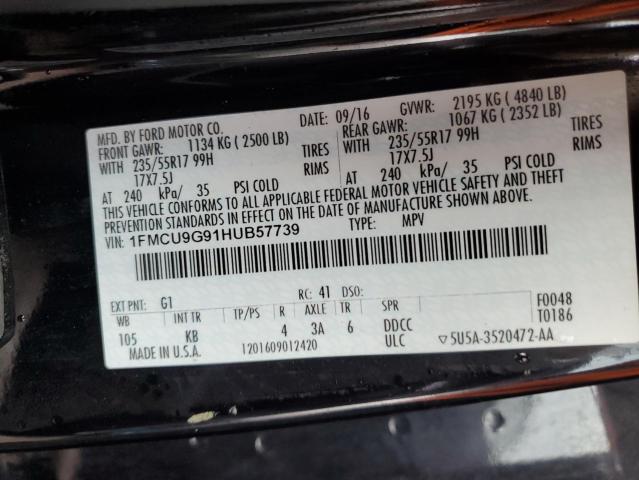 MFD. BY FORD MOTOR CO.
DATE: 09/16 GVWR: 2195 KG ( 4840 LB)
FRONT GAWR: 1134 KG ( 2500 LB)
REAR GAWR: 1067 KG ( 2352 LB)
WITH 235/55R17 99H TIRES
WITH 235/55R17 99H TIRES
17X7.5J RIMS
17X7.5J RIMS
AT 240 kPa/ 35 PSI COLD
AT 240 kPa/ 35 PSI COLD
THIS VEHICLE CONFORMS TO ALL APPLICABLE FEDERAL MOTOR VEHICLE SAFETY AND THEFT
PREVENTION STANDARDS IN EFFECT ON THE DATE OF MANUFACTURE SHOWN ABOVE.
VIN: 1FMCU9G91HUB57739 TYPE: MPV
EXT PNT: G1 RC: 41 DSO: F0048
WB INT TR TP/PS R AXLE TR SPR T0186
105 KB 4 3A 6 DDCC
MADE IN U.S.A. 1201609012420 ULC ▽5U5A-3520472-AA